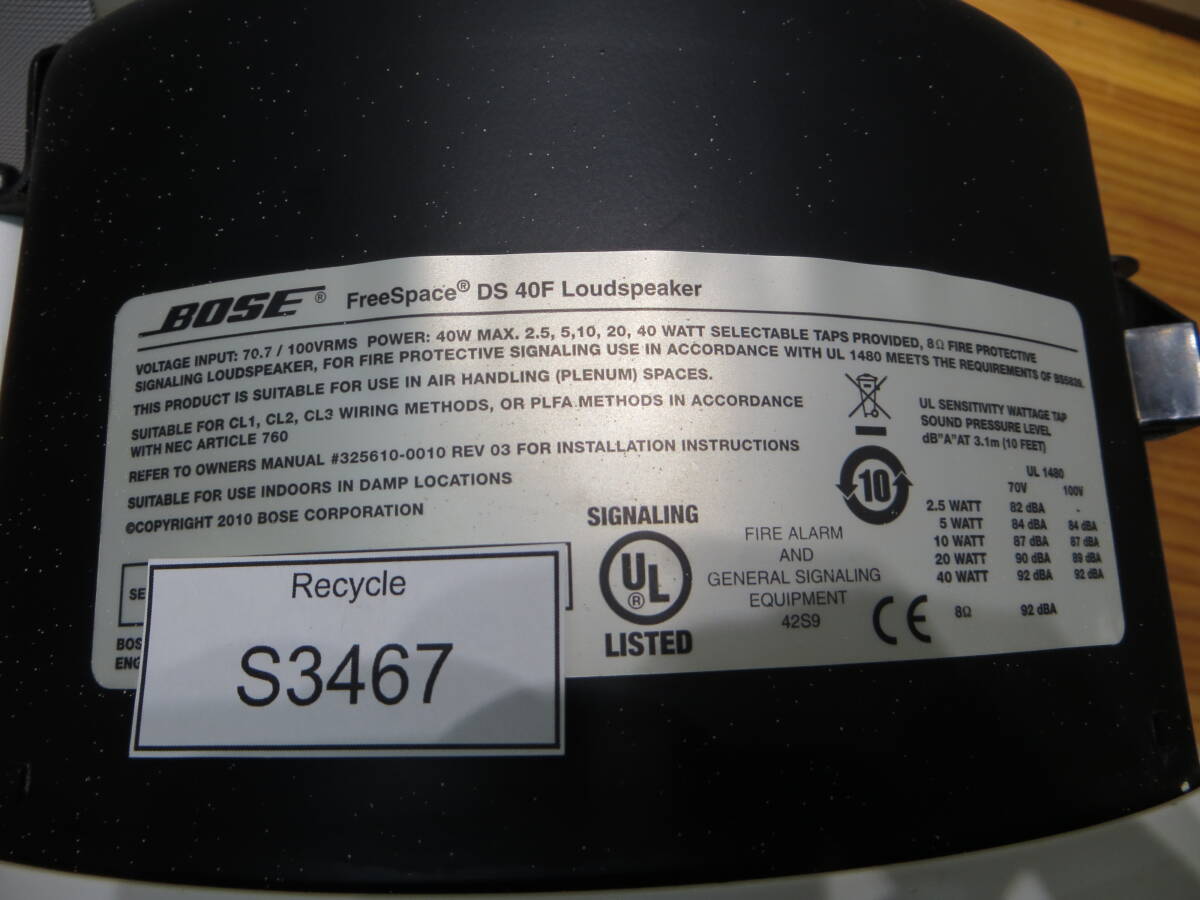 BOSE® FreeSpace® DS 40F Loudspeaker
VOLTAGE INPUT: 70.7 / 100VRMS POWER: 40W MAX. 2.5, 5,10, 20, 40 WATT SELECTABLE TAPS PROVIDED, 8Ω FIRE PROTECTIVE
SIGNALING LOUDSPEAKER, FOR FIRE PROTECTIVE SIGNALING USE IN ACCORDANCE WITH UL 1480 MEETS THE REQUIREMENTS OF BS5839.
THIS PRODUCT IS SUITABLE FOR USE IN AIR HANDLING (PLENUM) SPACES.
SUITABLE FOR CL1, CL2, CL3 WIRING METHODS, OR PLFA METHODS IN ACCORDANCE
WITH NEC ARTICLE 760
REFER TO OWNERS MANUAL #325610-0010 REV 03 FOR INSTALLATION INSTRUCTIONS
SUITABLE FOR USE INDOORS IN DAMP LOCATIONS
©COPYRIGHT 2010 BOSE CORPORATION
SE
BOS
ENG
Recycle
S3467
SIGNALING
UL®
LISTED
FIRE ALARM
AND
GENERAL SIGNALING
EQUIPMENT
42S9
10
CE
UL SENSITIVITY WATTAGE TAP
SOUND PRESSURE LEVEL
dB"A"AT 3.1m (10 FEET)
UL 1480
70V 100V
2.5 WATT 82 dBA -
5 WATT 84 dBA 84 dBA
10 WATT 87 dBA 87 dBA
20 WATT 90 dBA 89 dBA
40 WATT 92 dBA 92 dBA
8Ω 92 dBA